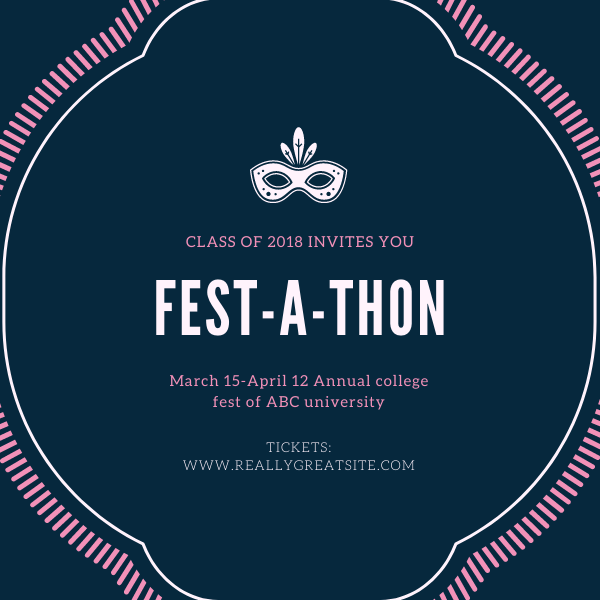 CLASS OF 2018 INVITES YOU
FEST-A-THON
March 15-April 12 Annual college
fest of ABC university
TICKETS:
WWW.REALLYGREATSITE.COM